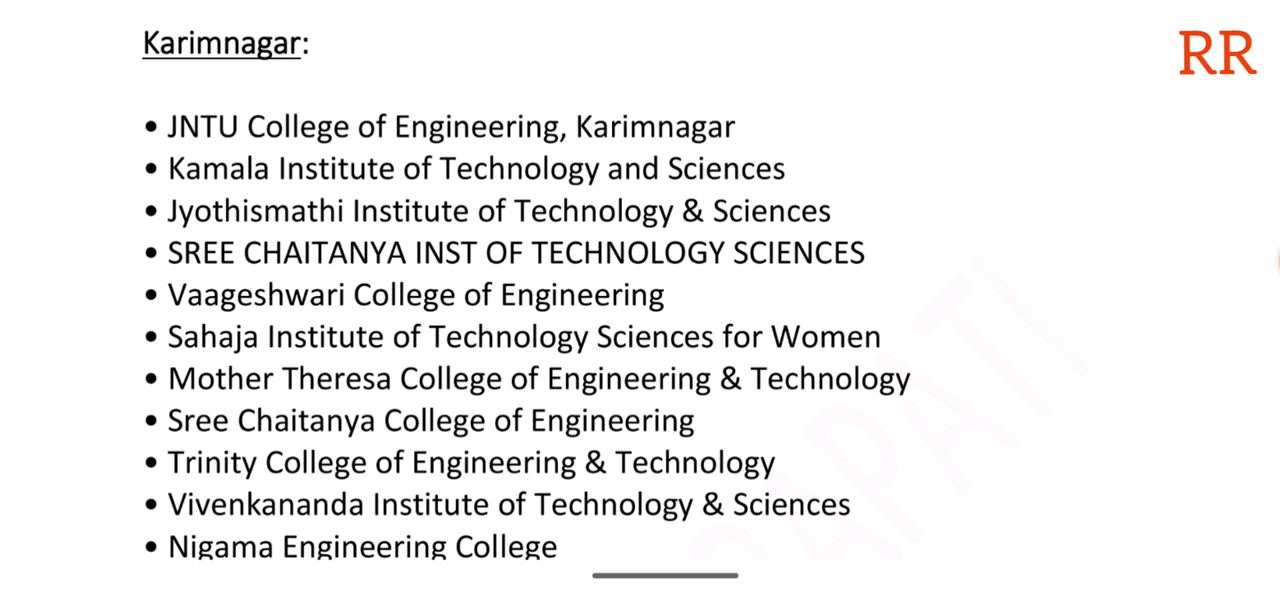 Karimnagar:
RR
• JNTU College of Engineering, Karimnagar
• Kamala Institute of Technology and Sciences
• Jyothismathi Institute of Technology & Sciences
• SREE CHAITANYA INST OF TECHNOLOGY SCIENCES
• Vaageshwari College of Engineering
• Sahaja Institute of Technology Sciences for Women
• Mother Theresa College of Engineering & Technology
• Sree Chaitanya College of Engineering
• Trinity College of Engineering & Technology
• Vivenkananda Institute of Technology & Sciences
• Nigama Engineering College